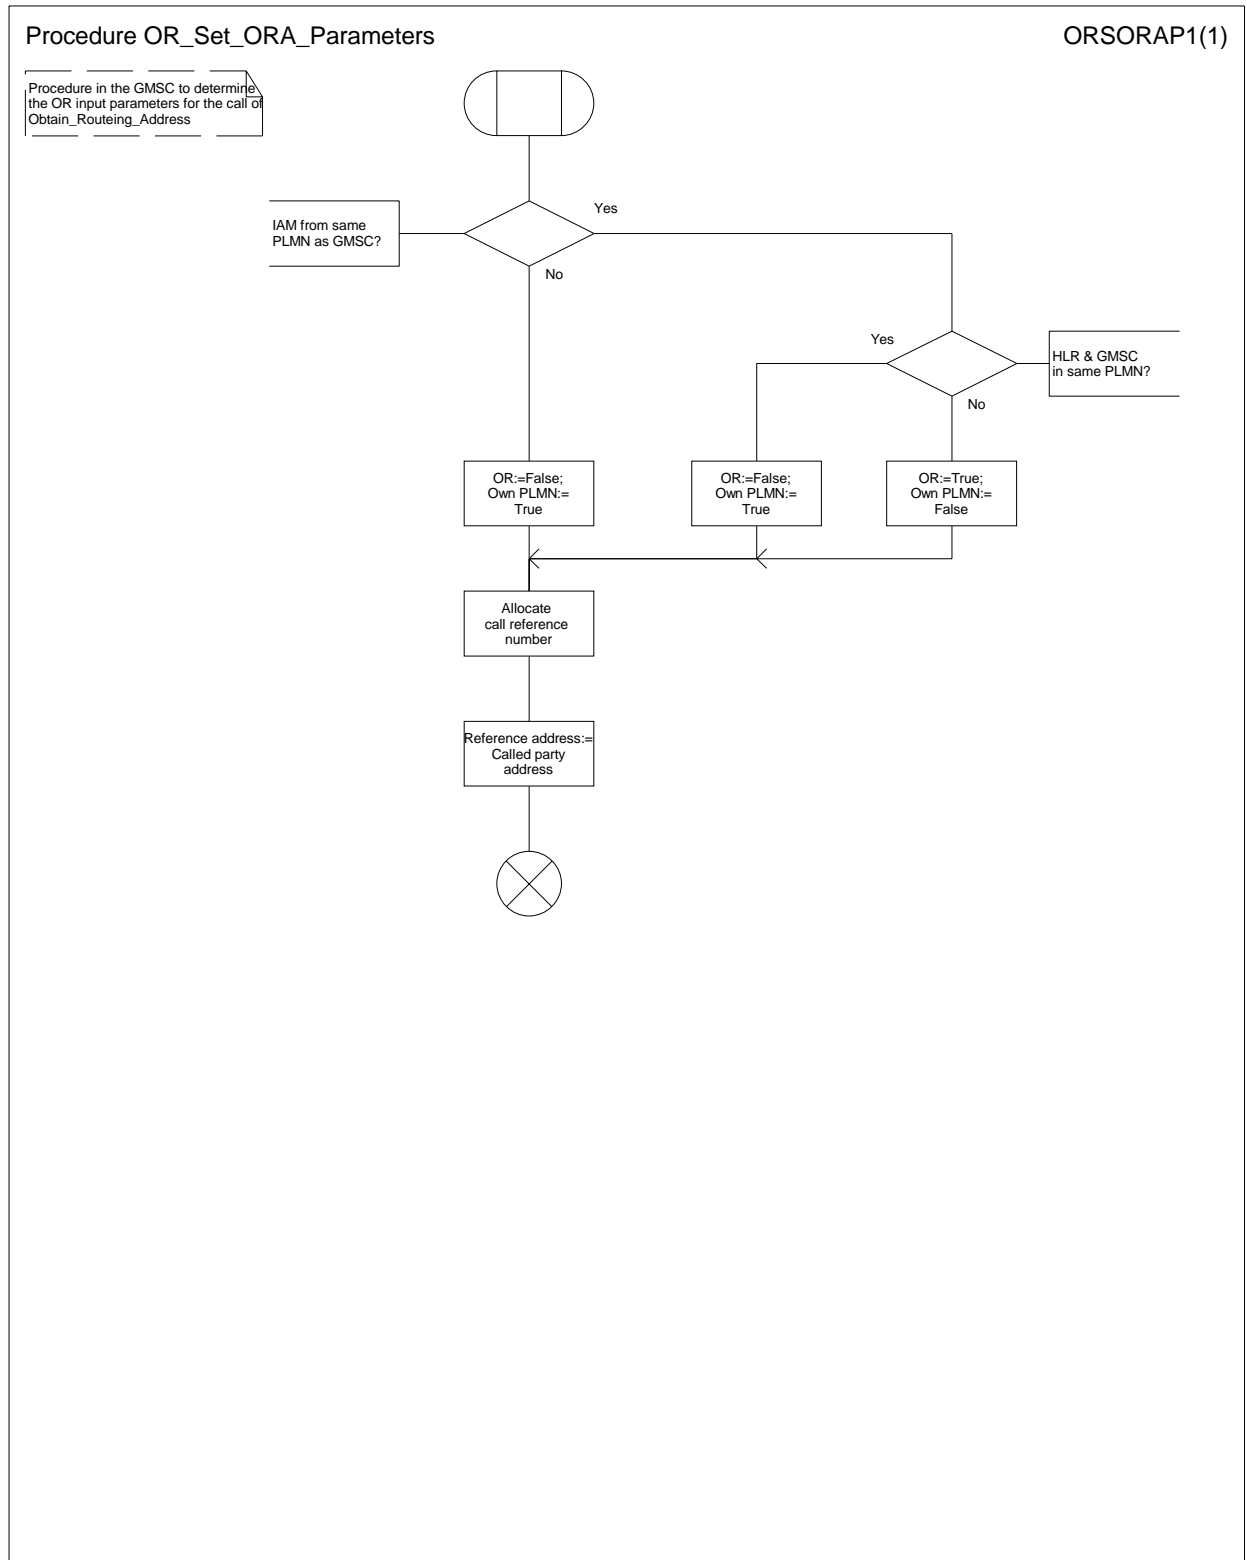 Procedure OR_Set_ORA_Parameters
ORSORAP1(1)
Procedure in the GMSC to determine
the OR input parameters for the call of
Obtain_Routeing_Address
IAM from same
PLMN as GMSC?
Yes
No
Yes
HLR & GMSC
in same PLMN?
No
OR:=False;
Own PLMN:=
True
OR:=False;
Own PLMN:=
True
OR:=True;
Own PLMN:=
False
Allocate
call reference
number
Reference address:=
Called party
address